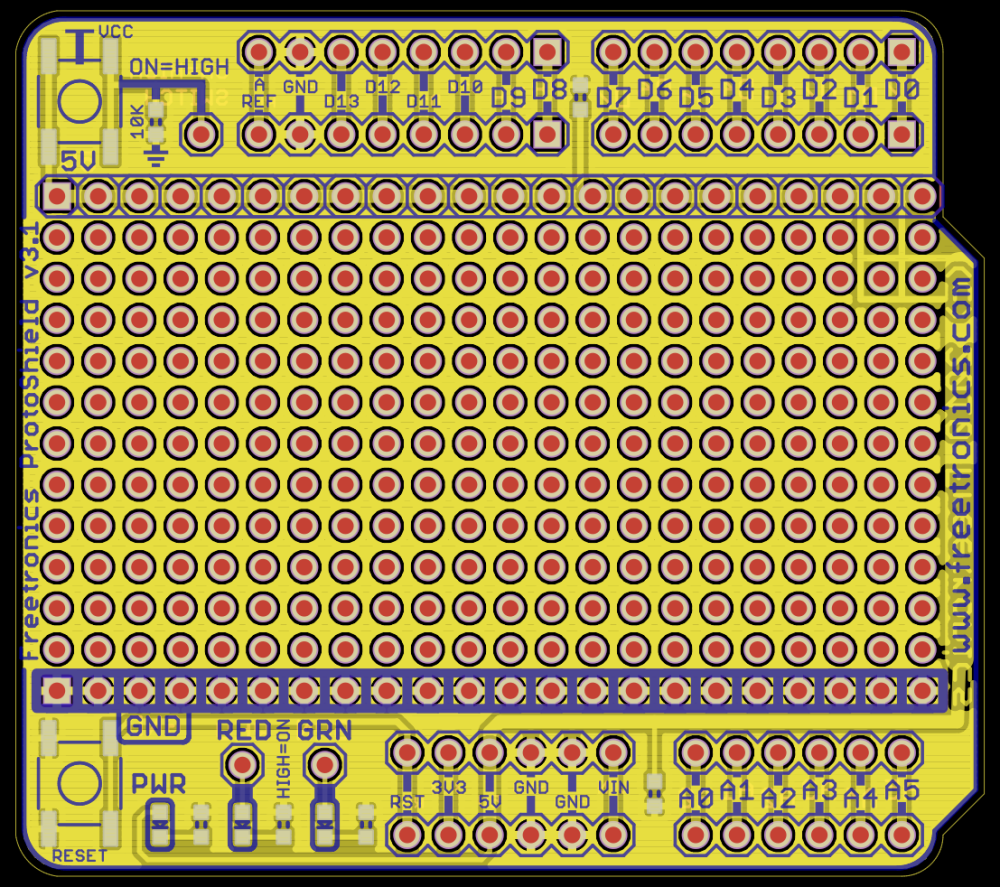 VCC
ON=HIGH
10K
5V
A
REF
GND
D13
D12
D11
D10
D9
D8
D7
D6
D5
D4
D3
D2
D1
D0
Freetronics ProtoShield v3.1
www.freetronics.com
GND
RED
HIGH=ON
GRN
PWR
RESET
RST
3V3
5V
GND
GND
VIN
A0
A1
A2
A3
A4
A5